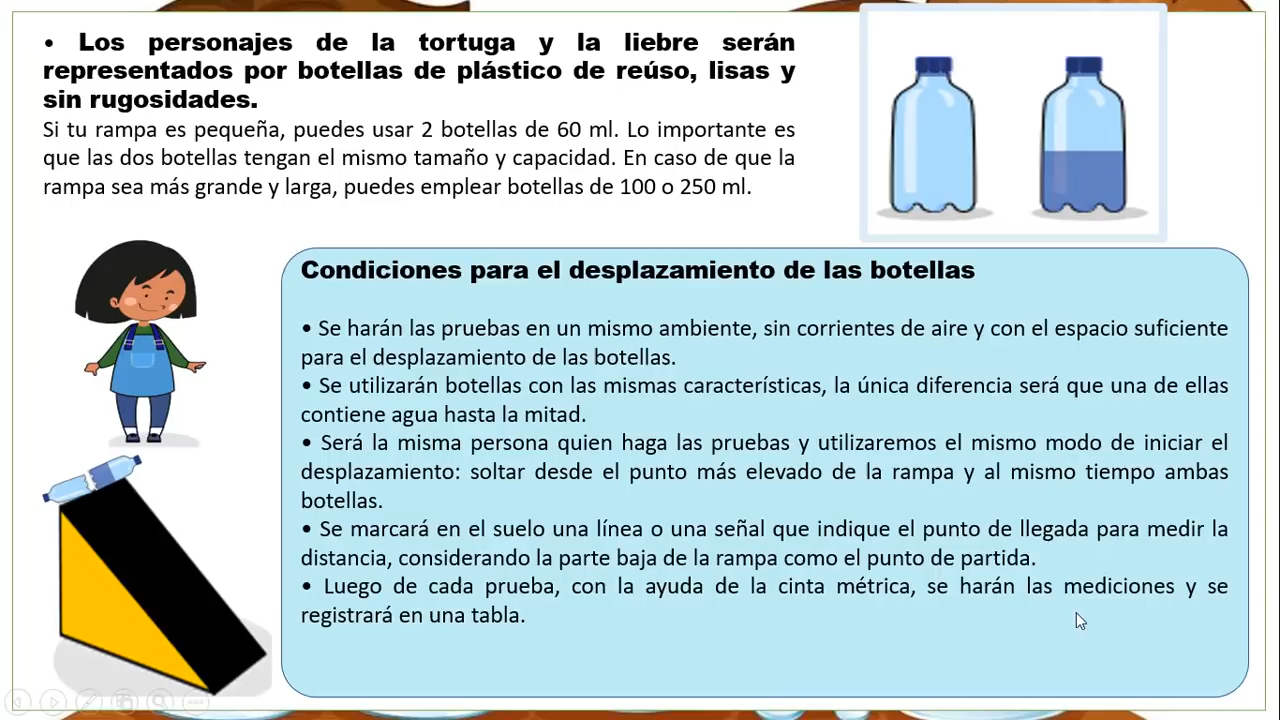 • Los personajes de la tortuga y la liebre serán
representados por botellas de plástico de reúso, lisas y
sin rugosidades.
Si tu rampa es pequeña, puedes usar 2 botellas de 60 ml. Lo importante es
que las dos botellas tengan el mismo tamaño y capacidad. En caso de que la
rampa sea más grande y larga, puedes emplear botellas de 100 o 250 ml.
Condiciones para el desplazamiento de las botellas
• Se harán las pruebas en un mismo ambiente, sin corrientes de aire y con el espacio suficiente
para el desplazamiento de las botellas.
• Se utilizarán botellas con las mismas características, la única diferencia será que una de ellas
contiene agua hasta la mitad.
• Será la misma persona quien haga las pruebas y utilizaremos el mismo modo de iniciar el
desplazamiento: soltar desde el punto más elevado de la rampa y al mismo tiempo ambas
botellas.
• Se marcará en el suelo una línea o una señal que indique el punto de llegada para medir la
distancia, considerando la parte baja de la rampa como el punto de partida.
• Luego de cada prueba, con la ayuda de la cinta métrica, se harán las mediciones y se
registrará en una tabla.